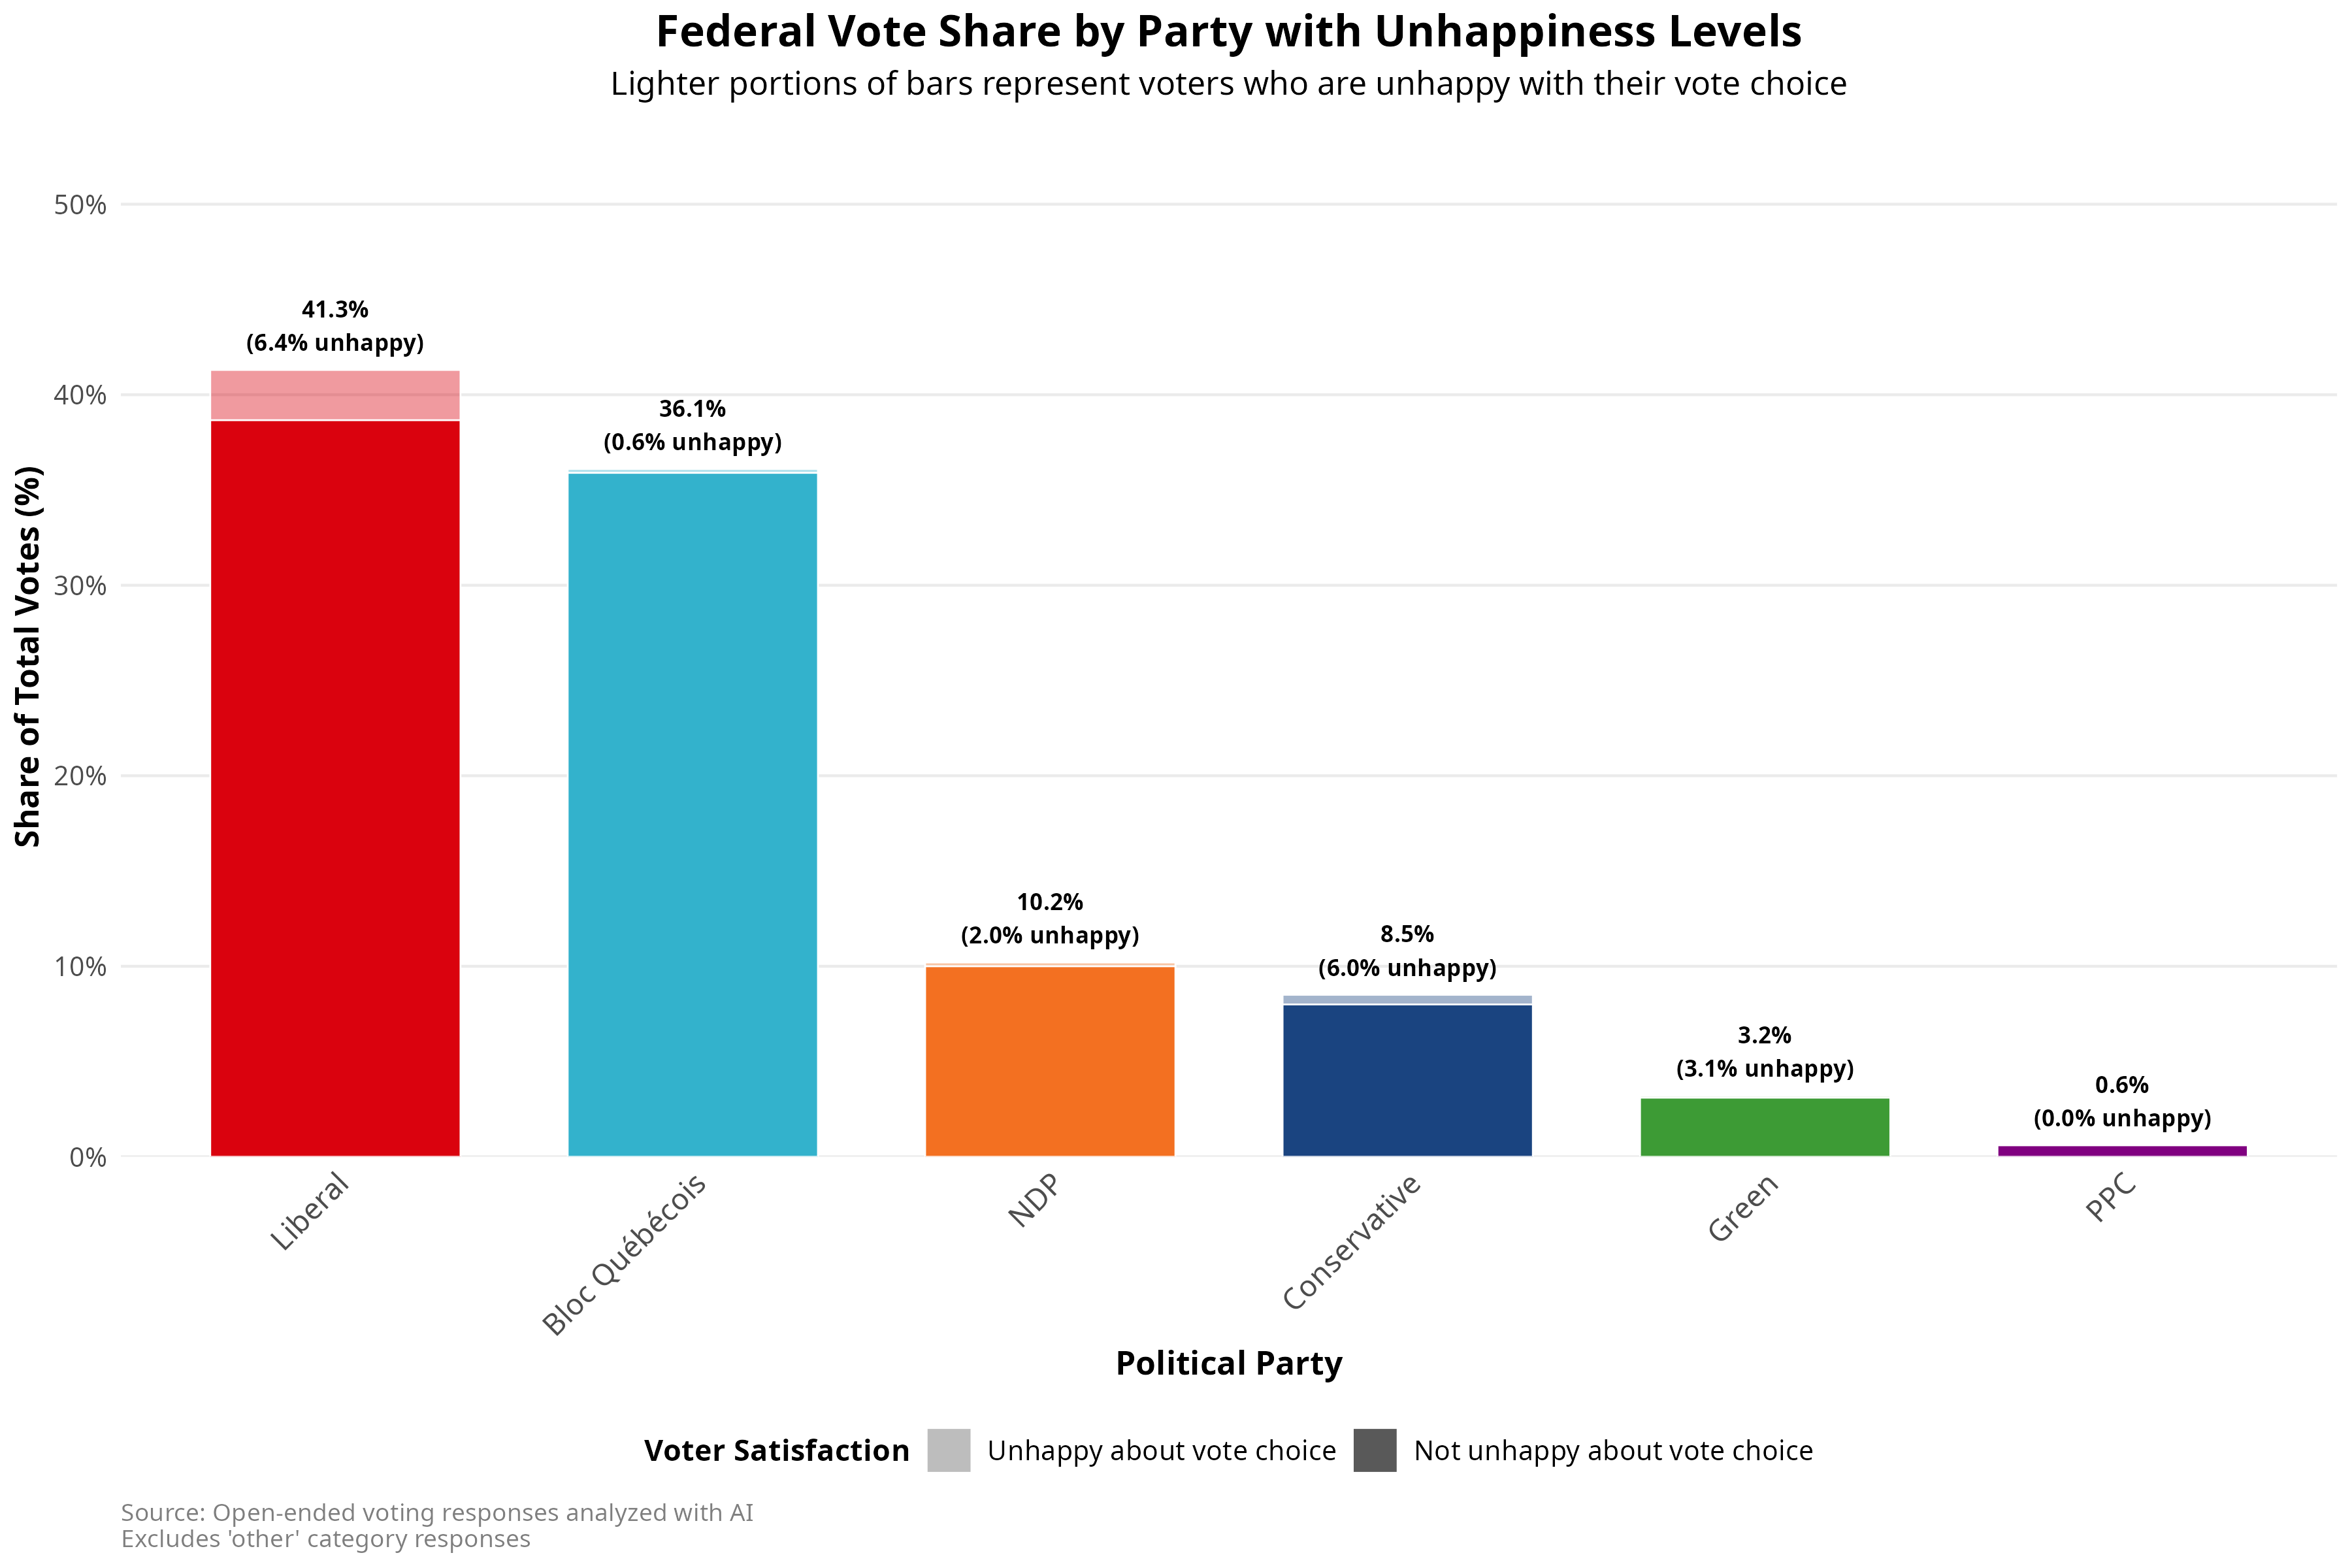 Federal Vote Share by Party with Unhappiness Levels
Lighter portions of bars represent voters who are unhappy with their vote choice
Share of Total Votes (%)
50%
40%
30%
20%
10%
0%
41.3%
(6.4% unhappy)
36.1%
(0.6% unhappy)
10.2%
(2.0% unhappy)
8.5%
(6.0% unhappy)
3.2%
(3.1% unhappy)
0.6%
(0.0% unhappy)
Liberal
Bloc Québécois
NDP
Conservative
Green
PPC
Political Party
Voter Satisfaction
Unhappy about vote choice
Not unhappy about vote choice
Source: Open-ended voting responses analyzed with AI
Excludes 'other' category responses